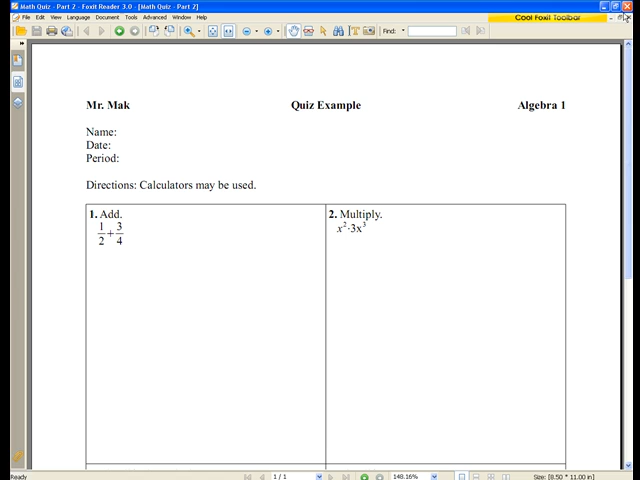 Math Quiz - Part 2 - Foxit Reader 3.0 - [Math Quiz - Part 2]
File Edit View Language Document Tools Advanced Window Help
Cool Foxit Toolbar
Find:
Mr. Mak Quiz Example Algebra 1
Name:
Date:
Period:
Directions: Calculators may be used.
1. Add.
1/2 + 3/4
2. Multiply.
x²·3x³
Ready 1 / 1 148.16% Size: [8.50 * 11.00 in]